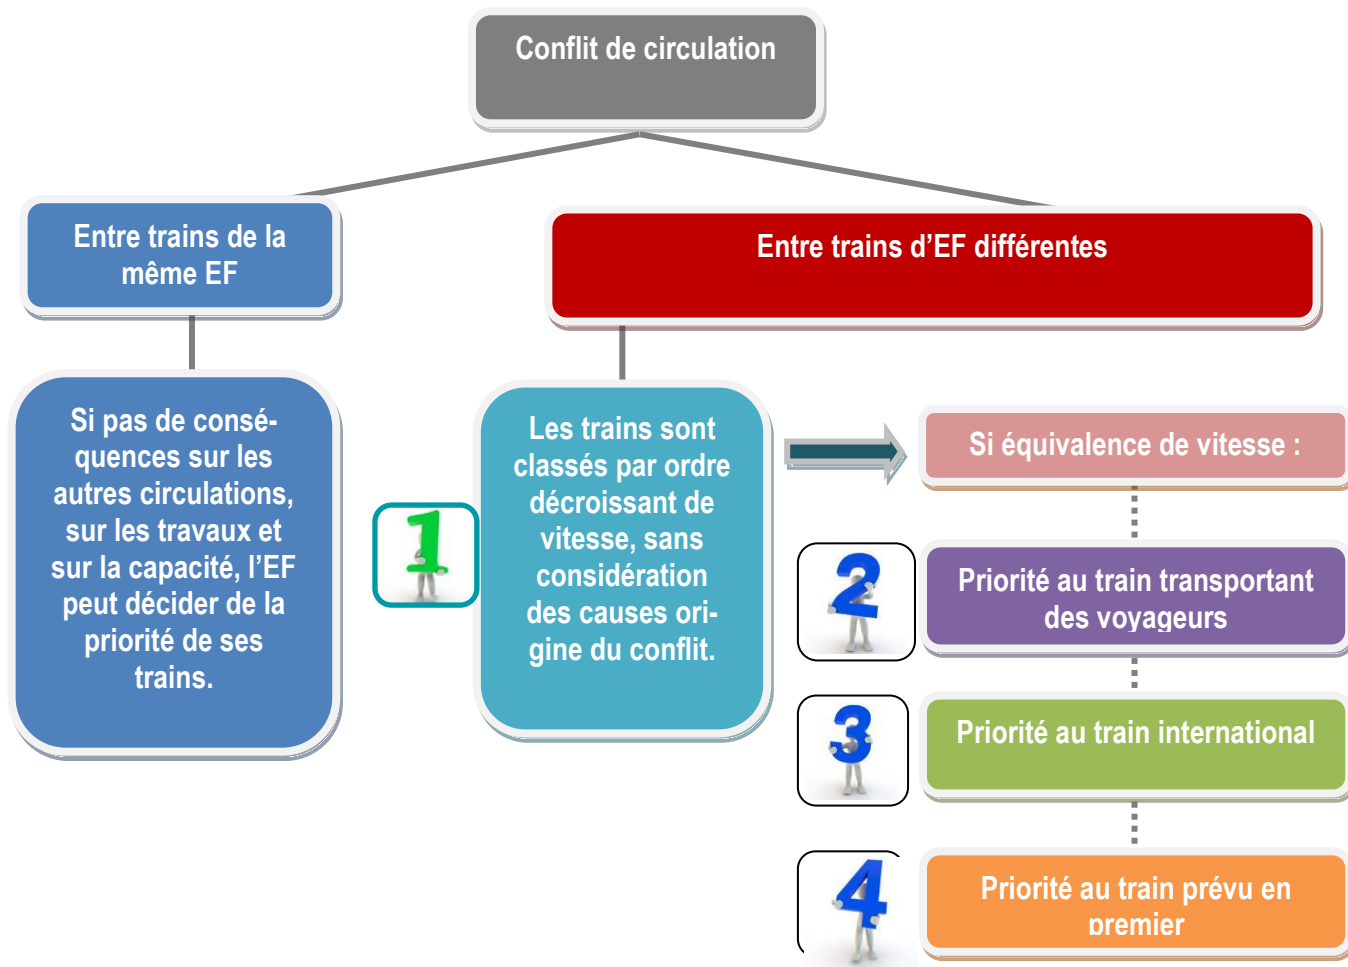 Conflit de circulation
Entre trains de la
même EF
Entre trains d’EF différentes
Si pas de consé-
quences sur les
autres circulations,
sur les travaux et
sur la capacité, l’EF
peut décider de la
priorité de ses
trains.
1
Les trains sont
classés par ordre
décroissant de
vitesse, sans
considération
des causes ori-
gine du conflit.
Si équivalence de vitesse :
2
Priorité au train transportant
des voyageurs
3
Priorité au train international
4
Priorité au train prévu en
premier